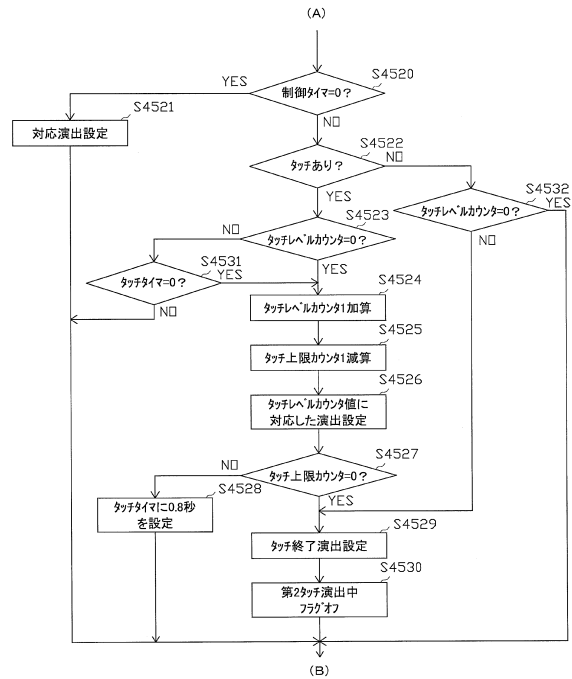 (A)
S4520
制御ﾀｲﾏ=0?
YES
NO
S4521
対応演出設定
S4522
ﾀｯﾁあり?
NO
YES
S4532
ﾀｯﾁﾚﾍﾞﾙｶｳﾝﾀ=0?
YES
NO
S4523
ﾀｯﾁﾚﾍﾞﾙｶｳﾝﾀ=0?
NO
YES
S4531
ﾀｯﾁﾀｲﾏ=0?
YES
NO
S4524
ﾀｯﾁﾚﾍﾞﾙｶｳﾝﾀ1加算
S4525
ﾀｯﾁ上限ｶｳﾝﾀ1減算
S4526
ﾀｯﾁﾚﾍﾞﾙｶｳﾝﾀ値に
対応した演出設定
S4527
ﾀｯﾁ上限ｶｳﾝﾀ=0?
NO
YES
S4528
ﾀｯﾁﾀｲﾏに0.8秒
を設定
S4529
ﾀｯﾁ終了演出設定
S4530
第2ﾀｯﾁ演出中
ﾌﾗｸﾞｵﾌ
(B)